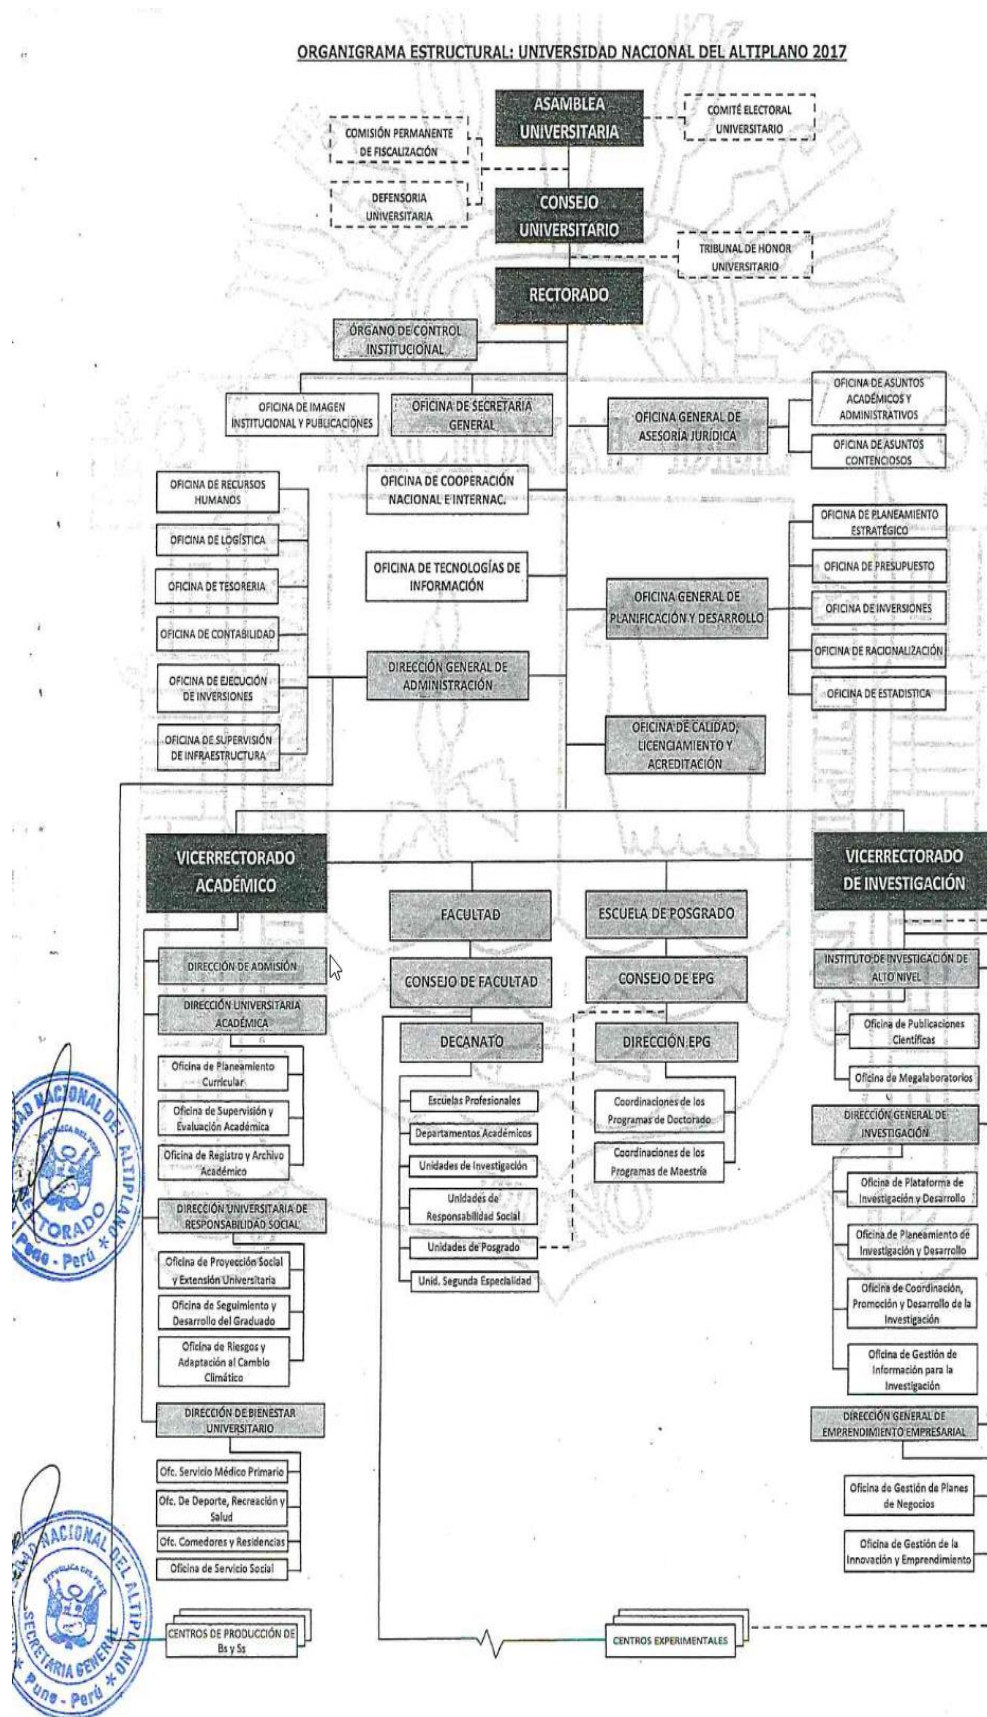 ORGANIGRAMA ESTRUCTURAL: UNIVERSIDAD NACIONAL DEL ALTIPLANO 2017
ASAMBLEA
UNIVERSITARIA
COMITÉ ELECTORAL
UNIVERSITARIO
COMISIÓN PERMANENTE
DE FISCALIZACIÓN
DEFENSORIA
UNIVERSITARIA
CONSEJO
UNIVERSITARIO
TRIBUNAL DE HONOR
UNIVERSITARIO
RECTORADO
ÓRGANO DE CONTROL
INSTITUCIONAL
OFICINA DE IMAGEN
INSTITUCIONAL Y PUBLICACIONES
OFICINA DE SECRETARIA
GENERAL
OFICINA GENERAL DE
ASESORÍA JURÍDICA
OFICINA DE ASUNTOS
ACADÉMICOS Y
ADMINISTRATIVOS
OFICINA DE ASUNTOS
CONTENCIOSOS
OFICINA DE COOPERACIÓN
NACIONAL E INTERNAC.
OFICINA DE RECURSOS
HUMANOS
OFICINA DE LOGÍSTICA
OFICINA DE TESORERIA
OFICINA DE CONTABILIDAD
OFICINA DE EJECUCIÓN
DE INVERSIONES
OFICINA DE SUPERVISIÓN
DE INFRAESTRUCTURA
OFICINA DE TECNOLOGÍAS DE
INFORMACIÓN
DIRECCIÓN GENERAL DE
ADMINISTRACIÓN
OFICINA GENERAL DE
PLANIFICACIÓN Y DESARROLLO
OFICINA DE PLANEAMIENTO
ESTRATÉGICO
OFICINA DE PRESUPUESTO
OFICINA DE INVERSIONES
OFICINA DE RACIONALIZACIÓN
OFICINA DE ESTADISTICA
OFICINA DE CALIDAD,
LICENCIAMIENTO Y
ACREDITACIÓN
VICERRECTORADO
ACADÉMICO
DIRECCIÓN DE ADMISIÓN
DIRECCIÓN UNIVERSITARIA
ACADÉMICA
Oficina de Planeamiento
Curricular
Oficina de Supervisión y
Evaluación Académica
Oficina de Registro y Archivo
Académico
DIRECCIÓN UNIVERSITARIA DE
RESPONSABILIDAD SOCIAL
Oficina de Proyección Social
y Extensión Universitaria
Oficina de Seguimiento y
Desarrollo del Graduado
Oficina de Riesgos y
Adaptación al Cambio
Climático
DIRECCIÓN DE BIENESTAR
UNIVERSITARIO
Ofc. Servicio Médico Primario
Ofc. De Deporte, Recreación y
Salud
Ofc. Comedores y Residencias
Oficina de Servicio Social
CENTROS DE PRODUCCIÓN DE
Bs y Ss
FACULTAD
CONSEJO DE FACULTAD
DECANATO
Escuelas Profesionales
Departamentos Académicos
Unidades de Investigación
Unidades de
Responsabilidad Social
Unidades de Posgrado
Unid. Segunda Especialidad
ESCUELA DE POSGRADO
CONSEJO DE EPG
DIRECCIÓN EPG
Coordinaciones de los
Programas de Doctorado
Coordinaciones de los
Programas de Maestría
CENTROS EXPERIMENTALES
VICERRECTORADO
DE INVESTIGACIÓN
INSTITUTO DE INVESTIGACIÓN DE
ALTO NIVEL
Oficina de Publicaciones
Científicas
Oficina de Megalaboratorios
DIRECCIÓN GENERAL DE
INVESTIGACIÓN
Oficina de Plataforma de
Investigación y Desarrollo
Oficina de Planeamiento de
Investigación y Desarrollo
Oficina de Coordinación,
Promoción y Desarrollo de la
Investigación
Oficina de Gestión de
Información para la
Investigación
DIRECCIÓN GENERAL DE
EMPRENDIMIENTO EMPRESARIAL
Oficina de Gestión de Planes
de Negocios
Oficina de Gestión de la
Innovación y Emprendimiento
NACIONAL DEL ALTIPLANO
REPUBLICA DEL PERÚ
Puno - Perú
NACIONAL DEL ALTIPLANO
REPUBLICA DEL PERÚ
SECRETARIA GENERAL
Puno - Perú